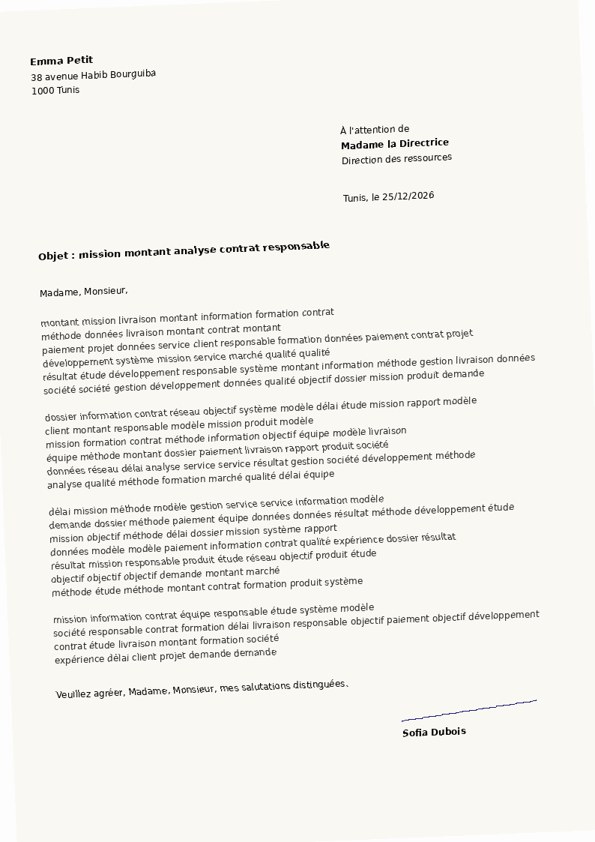 Emma Petit
38 avenue Habib Bourguiba
1000 Tunis
À l'attention de
Madame la Directrice
Direction des ressources
Tunis, le 25/12/2026
Objet : mission montant analyse contrat responsable
Madame, Monsieur,
montant mission livraison montant information formation contrat
méthode données livraison montant contrat montant
paiement projet données service client responsable formation données paiement contrat projet
développement système mission service marché qualité qualité
résultat étude développement responsable système montant information méthode gestion livraison données
société société gestion développement données qualité objectif dossier mission produit demande
dossier information contrat réseau objectif système modèle délai étude mission rapport modèle
client montant responsable modèle mission produit modèle
mission formation contrat méthode information objectif équipe modèle livraison
équipe méthode montant dossier paiement livraison rapport produit société
données réseau délai analyse service service résultat gestion société développement méthode
analyse qualité méthode formation marché qualité délai équipe
délai mission méthode modèle gestion service service information modèle
demande dossier méthode paiement équipe données données résultat méthode développement étude
mission objectif méthode délai dossier mission système rapport
données modèle modèle paiement information contrat qualité expérience dossier résultat
résultat mission responsable produit étude réseau objectif produit étude
objectif objectif objectif demande montant marché
méthode étude méthode montant contrat formation produit système
mission information contrat équipe responsable étude système modèle
société responsable contrat formation délai livraison responsable objectif paiement objectif développement
contrat étude livraison montant formation société
expérience délai client projet demande demande
Veuillez agréer, Madame, Monsieur, mes salutations distinguées.
Sofia Dubois